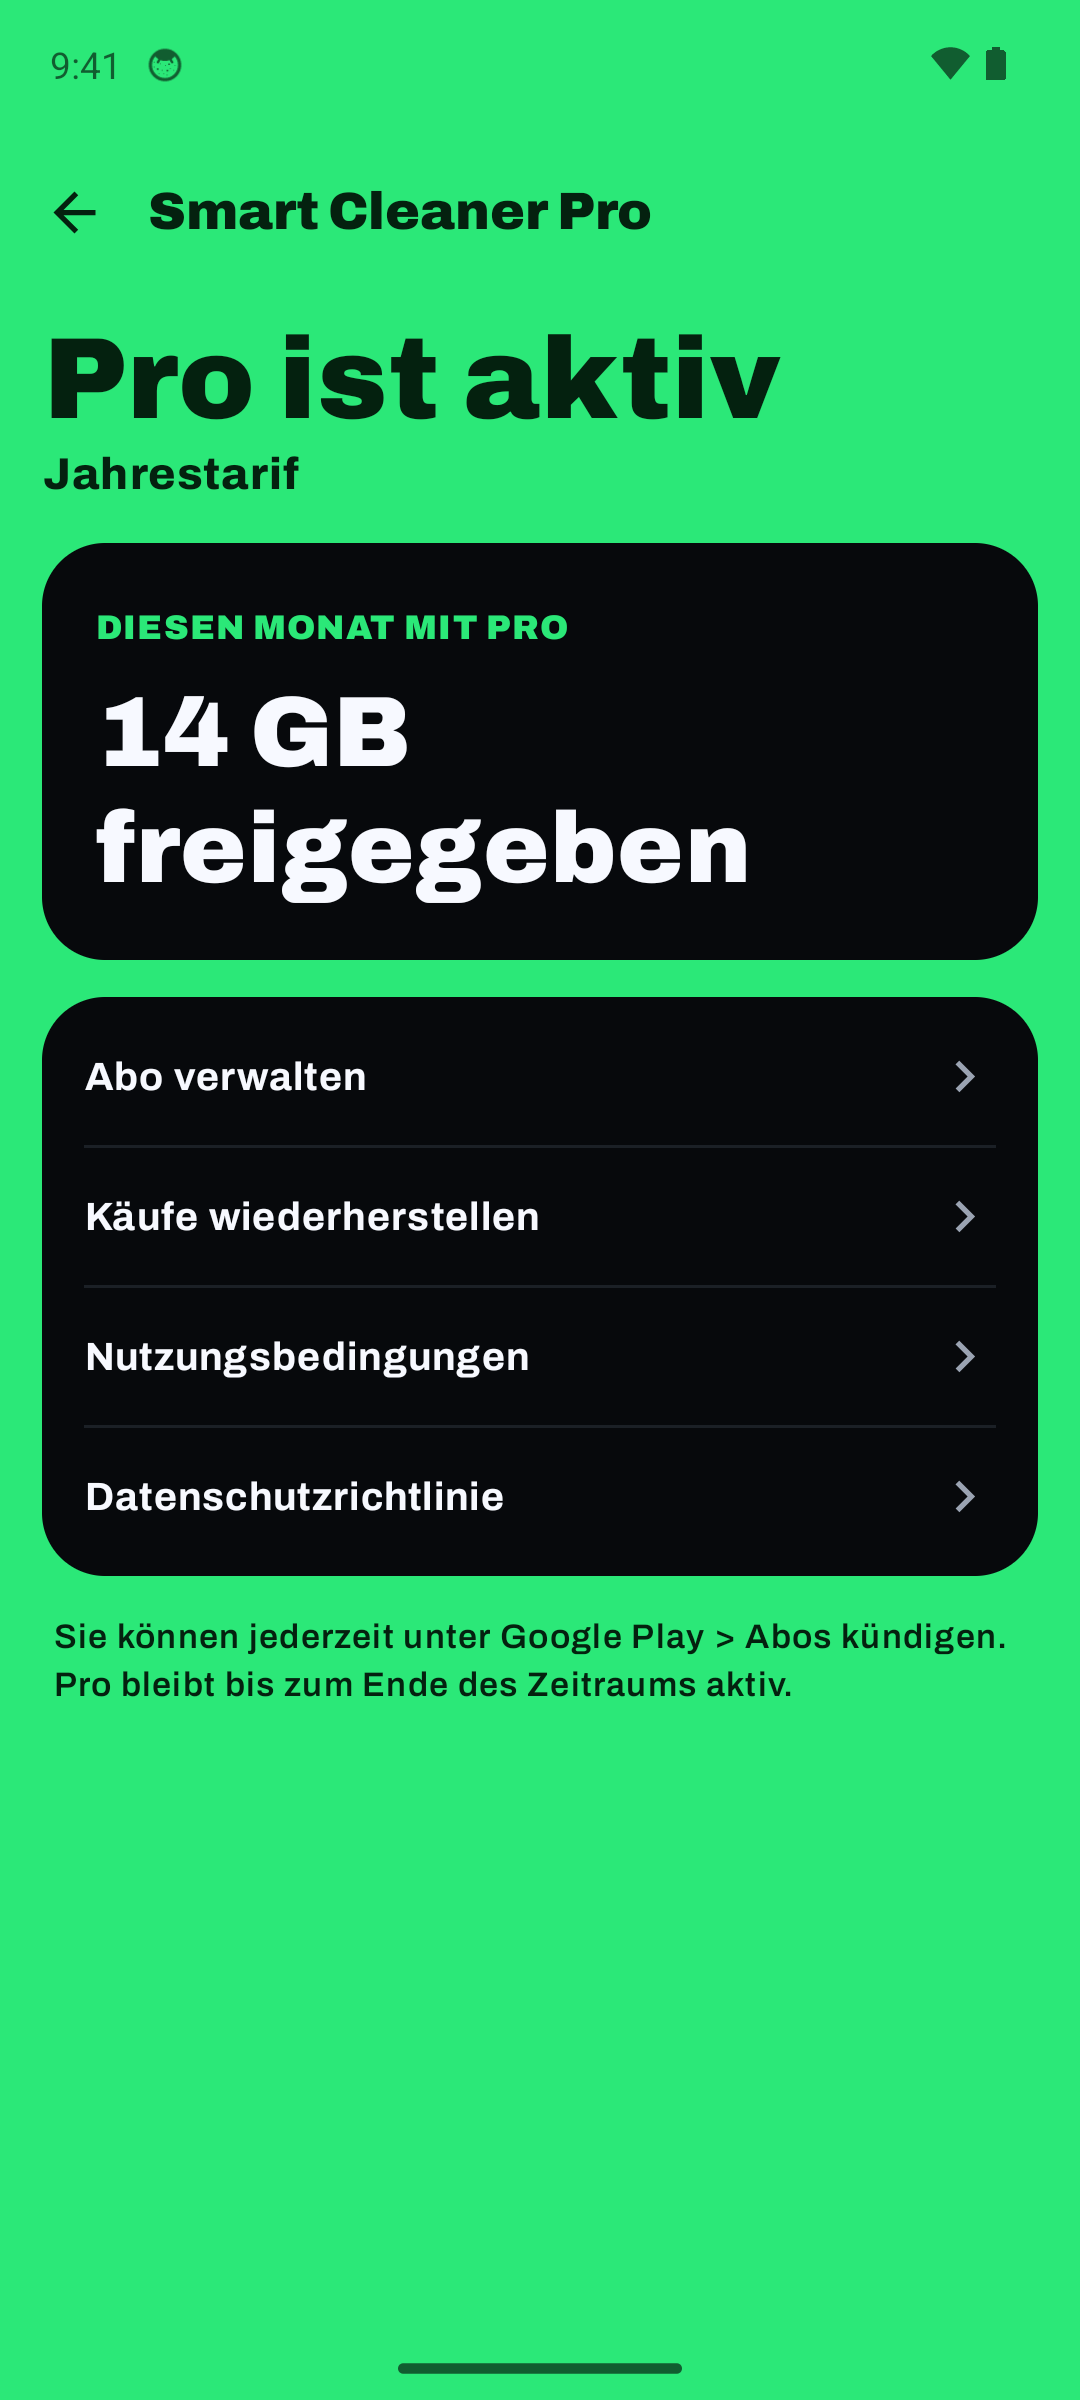 9:41
Smart Cleaner Pro
Pro ist aktiv
Jahrestarif
DIESEN MONAT MIT PRO
14 GB
freigegeben
Abo verwalten
Käufe wiederherstellen
Nutzungsbedingungen
Datenschutzrichtlinie
Sie können jederzeit unter Google Play > Abos kündigen.
Pro bleibt bis zum Ende des Zeitraums aktiv.